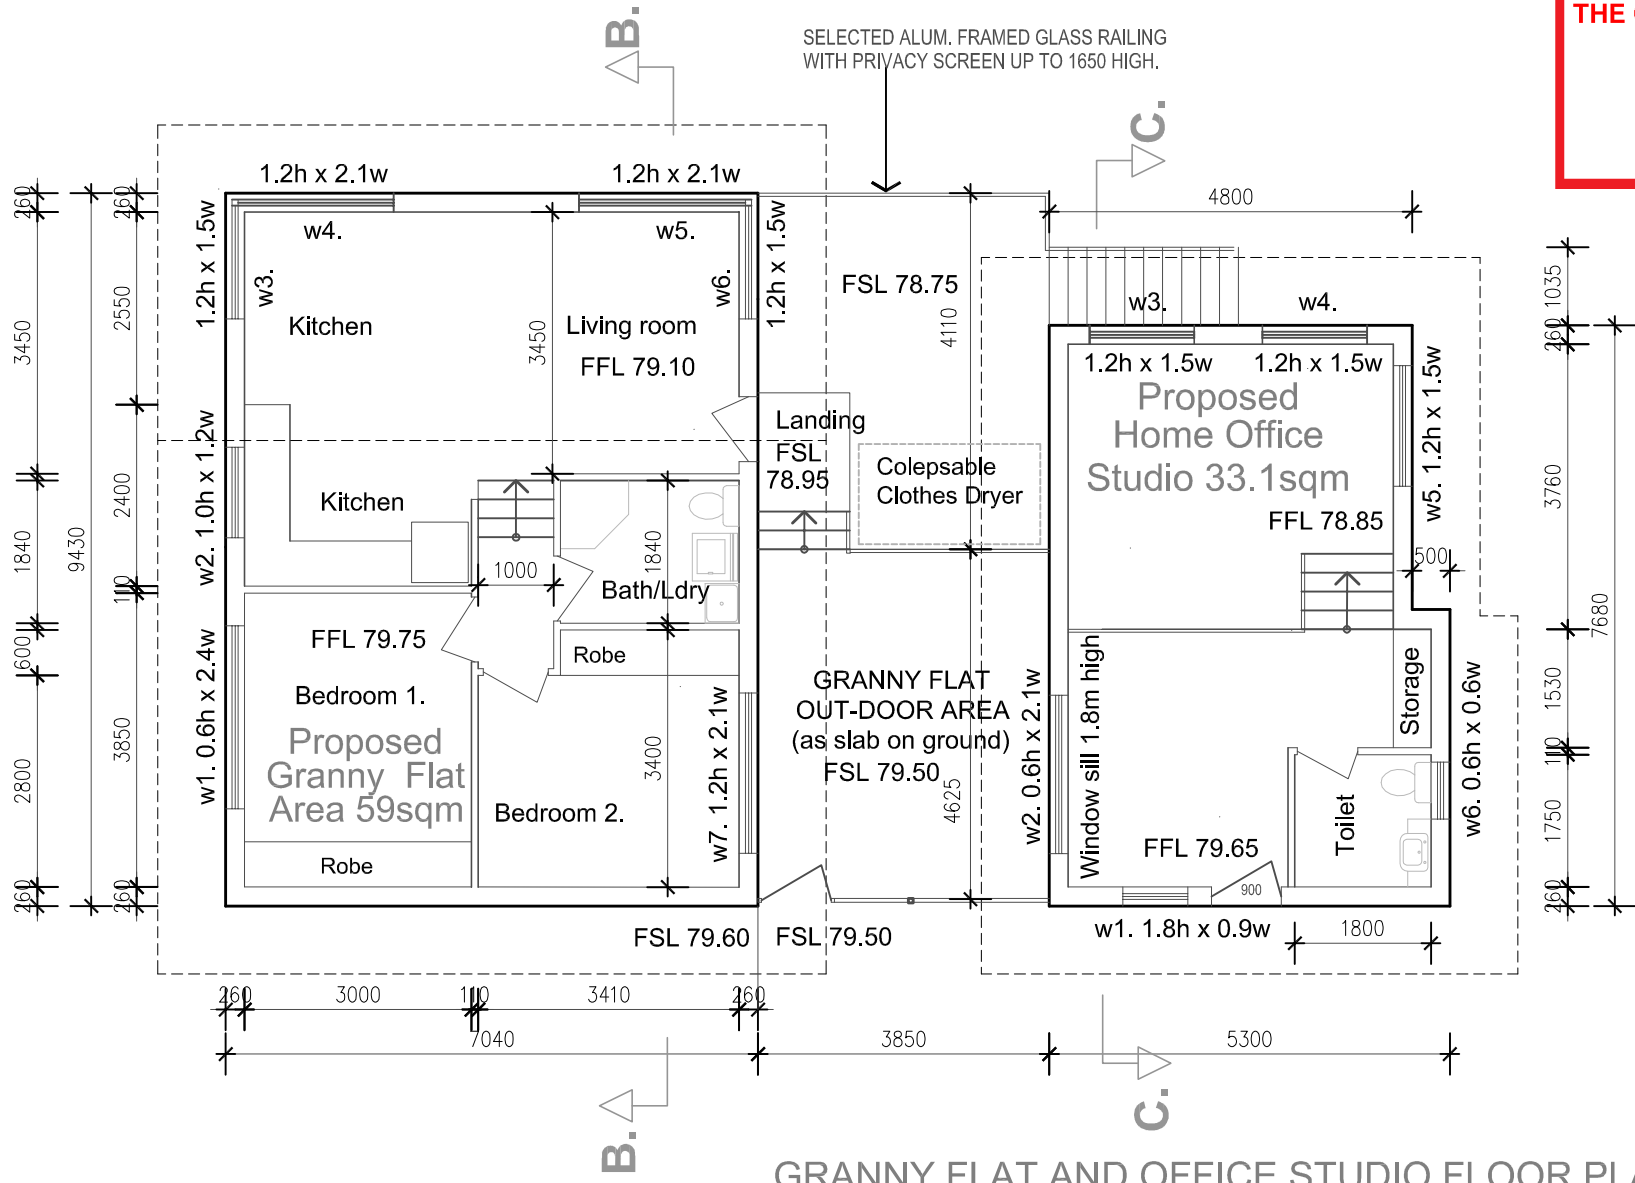 THE
B.
SELECTED ALUM. FRAMED GLASS RAILING
WITH PRIVACY SCREEN UP TO 1650 HIGH.
C.
1.2h x 2.1w
1.2h x 2.1w
4800
260
260
1.2h x 1.5w
w4.
w5.
1.2h x 1.5w
w3.
w6.
FSL 78.75
w3.
w4.
1035
3450
2550
Kitchen
3450
Living room
FFL 79.10
4110
260
1.2h x 1.5w
1.2h x 1.5w
w5. 1.2h x 1.5w
Proposed
Home Office
Studio 33.1sqm
FFL 78.85
Landing
FSL
78.95
Colepsable
Clothes Dryer
w2. 1.0h x 1.2w
Kitchen
2400
3760
9430
1840
1840
1000
Bath/Ldry
500
7680
110
600
FFL 79.75
Robe
Bedroom 1.
Proposed
Granny Flat
Area 59sqm
w1. 0.6h x 2.4w
3850
2800
3400
Bedroom 2.
w7. 1.2h x 2.1w
GRANNY FLAT
OUT-DOOR AREA
(as slab on ground)
FSL 79.50
4625
w2. 0.6h x 2.1w
Window sill 1.8m high
Storage
w6. 0.6h x 0.6w
1530
110
1750
Toilet
FFL 79.65
Robe
900
260
260
260
FSL 79.60
FSL 79.50
w1. 1.8h x 0.9w
1800
260
3000
110
3410
260
7040
3850
5300
B.
C.
GRANNY FLAT AND OFFICE STUDIO FLOOR